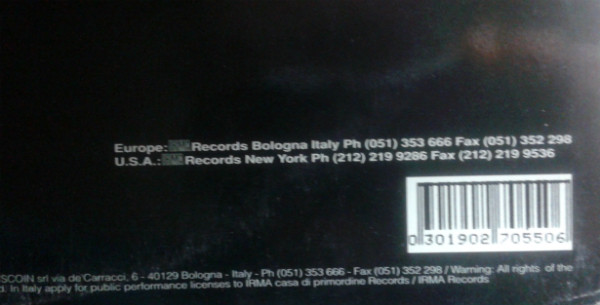 Europe: Records Bologna Italy Ph (051) 353 666 Fax (051) 352 298
U.S.A.: Records New York Ph (212) 219 9286 Fax (212) 219 9536
0 301902 705506
SCOIN srl via de'Carracci, 6 - 40129 Bologna - Italy - Ph (051) 353 666 - Fax (051) 352 298 / Warning: All rights of the
d. In Italy apply for public performance licenses to IRMA casa di primordine Records / IRMA Records